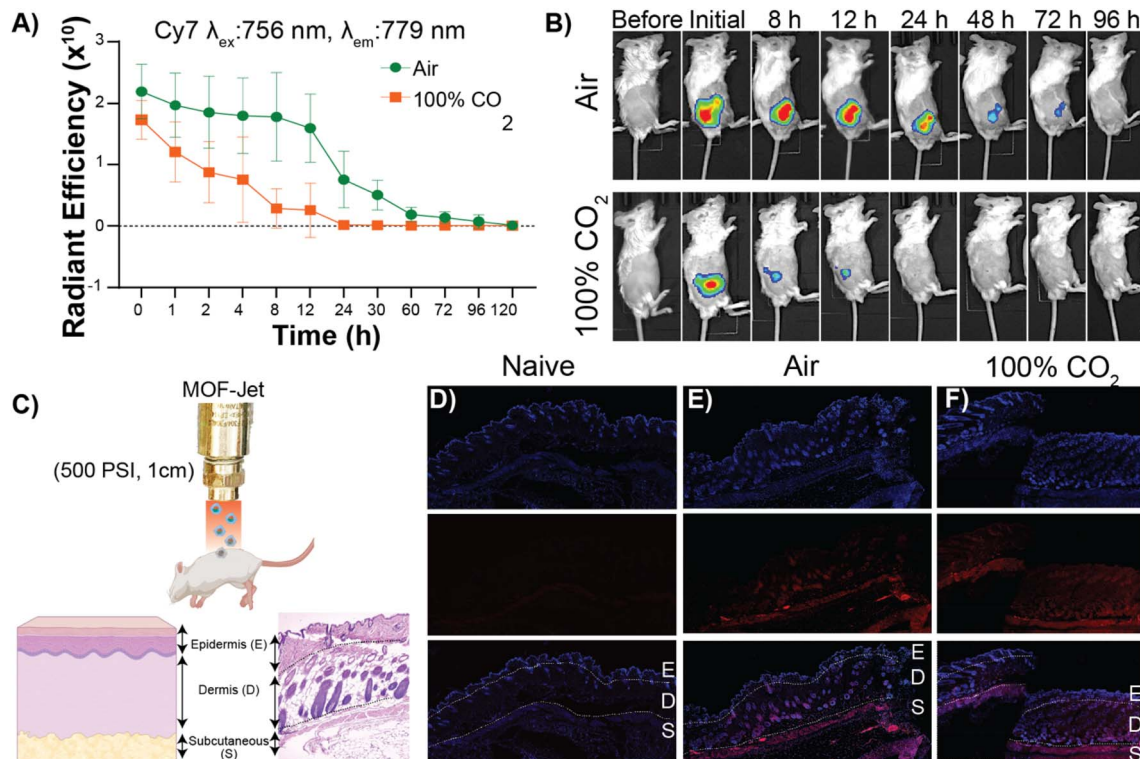 A)
Cy7 λex:756 nm, λem:779 nm
Radiant Efficiency (x10)
3
2
1
0
-1
Air
100% CO2
0 1 2 4 8 12 24 30 60 72 96 120
Time (h)
B)
Before Initial 8 h 12 h 24 h 48 h 72 h 96 h
Air
100% CO2
C)
MOF-Jet
(500 PSI, 1cm)
Epidermis (E)
Dermis (D)
Subcutaneous (S)
Naive Air 100% CO2
D) E) F)
E
D
S
E
D
S
E
D
S